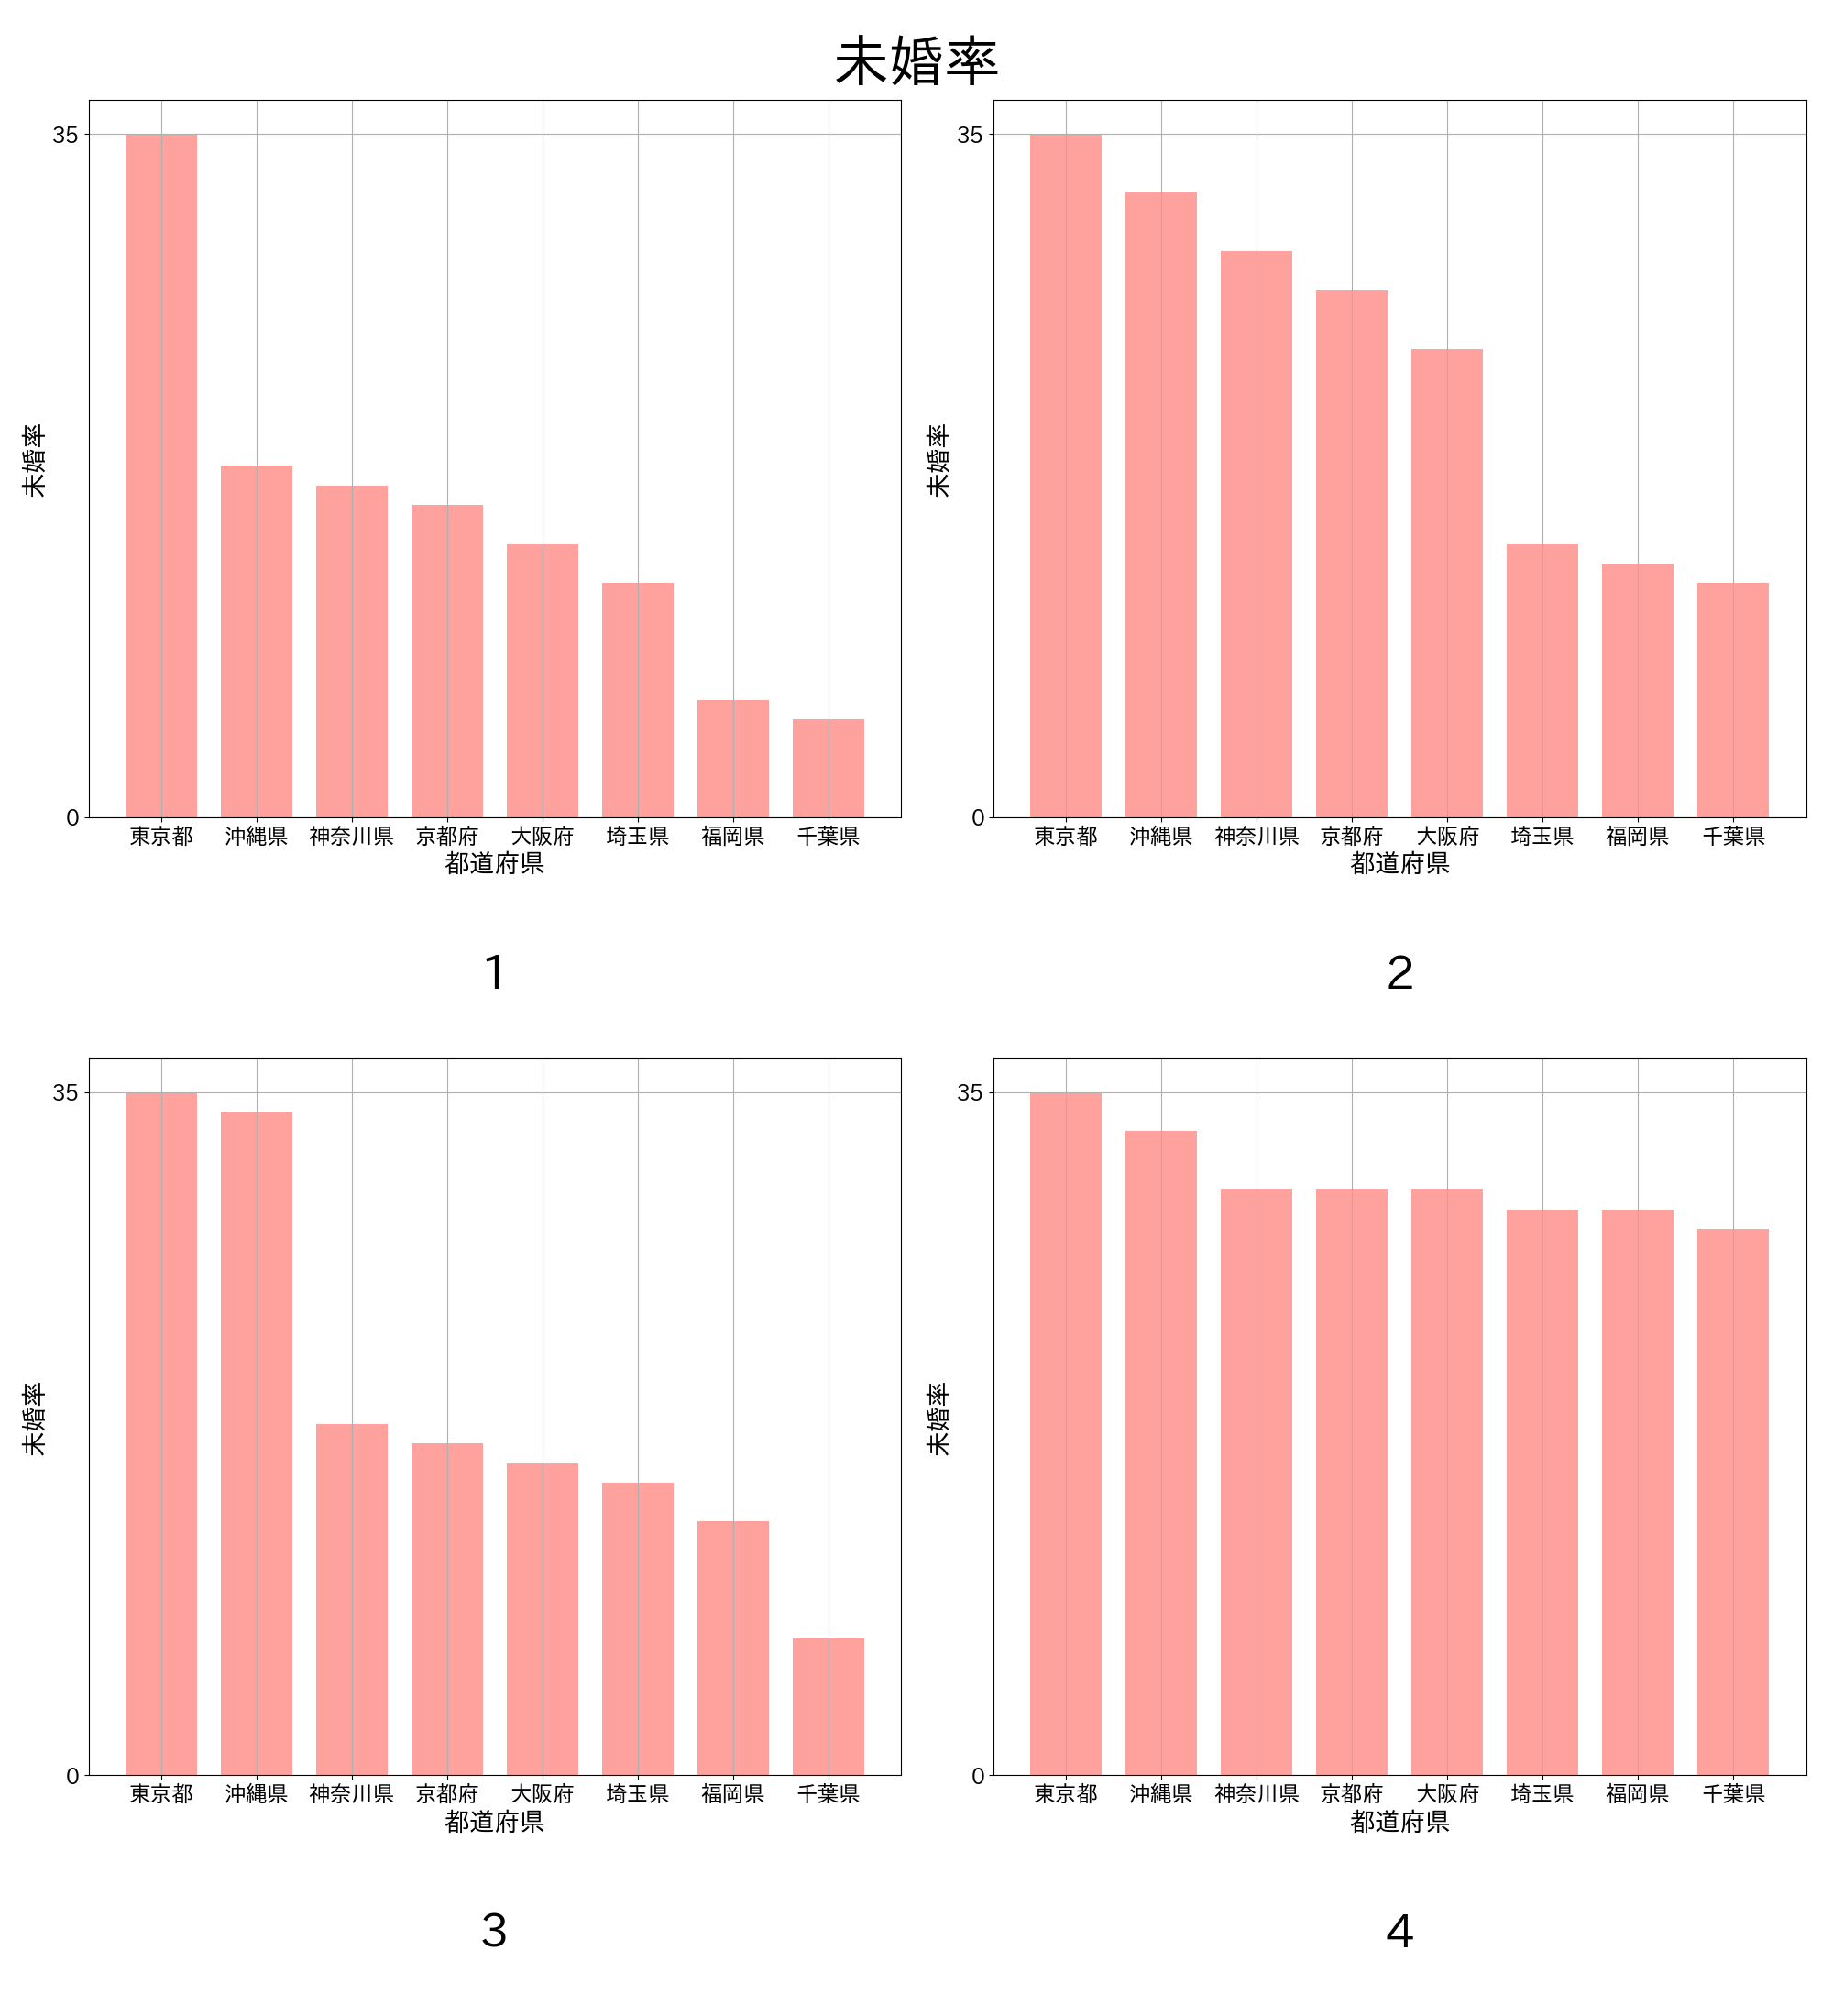 未婚率
35
0
未婚率
東京都 沖縄県 神奈川県 京都府 大阪府 埼玉県 福岡県 千葉県
都道府県
1
35
0
未婚率
東京都 沖縄県 神奈川県 京都府 大阪府 埼玉県 福岡県 千葉県
都道府県
2
35
0
未婚率
東京都 沖縄県 神奈川県 京都府 大阪府 埼玉県 福岡県 千葉県
都道府県
3
35
0
未婚率
東京都 沖縄県 神奈川県 京都府 大阪府 埼玉県 福岡県 千葉県
都道府県
4